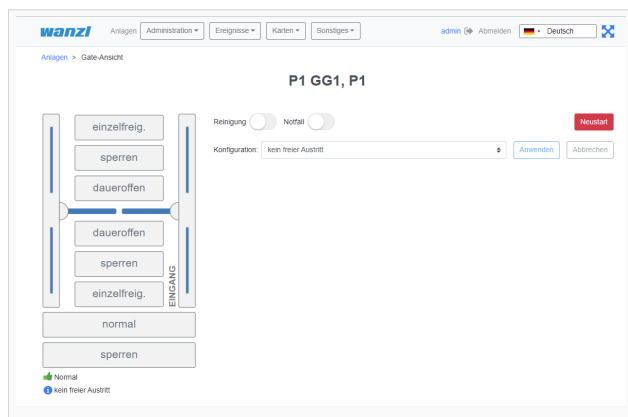 wanzl Anlagen Administration Ereignisse Karten Sonstiges admin Abmelden Deutsch
Anlagen > Gate-Ansicht
P1 GG1, P1
Reinigung Notfall Neustart
Konfiguration: kein freier Austritt Anwenden Abbrechen
einzelfreig.
sperren
daueroffen
daueroffen
sperren
einzelfreig.
EINGANG
normal
sperren
Normal
kein freier Austritt